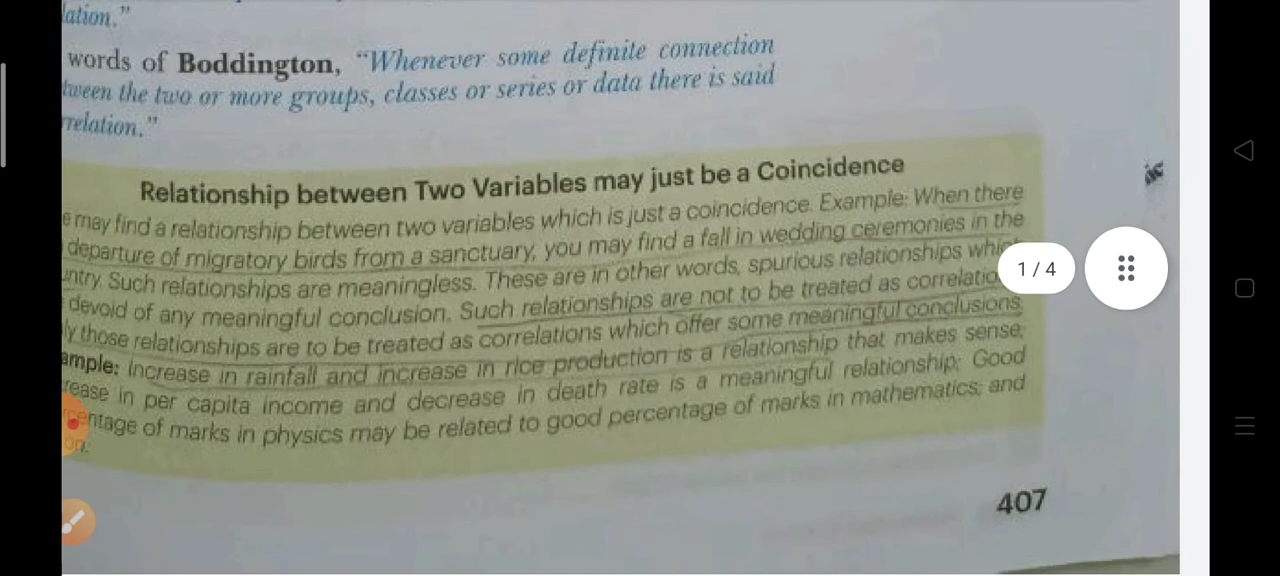 lation.”
words of Boddington, “Whenever some definite connection
tween the two or more groups, classes or series or data there is said
rrelation.”
Relationship between Two Variables may just be a Coincidence
e may find a relationship between two variables which is just a coincidence. Example: When there
departure of migratory birds from a sanctuary, you may find a fall in wedding ceremonies in the
untry. Such relationships are meaningless. These are in other words, spurious relationships whic
devoid of any meaningful conclusion. Such relationships are not to be treated as correlatio
ly those relationships are to be treated as correlations which offer some meaningful conclusions.
ample: Increase in rainfall and increase in rice production is a relationship that makes sense;
rease in per capita income and decrease in death rate is a meaningful relationship; Good
rcentage of marks in physics may be related to good percentage of marks in mathematics; and
on.
1 / 4
407